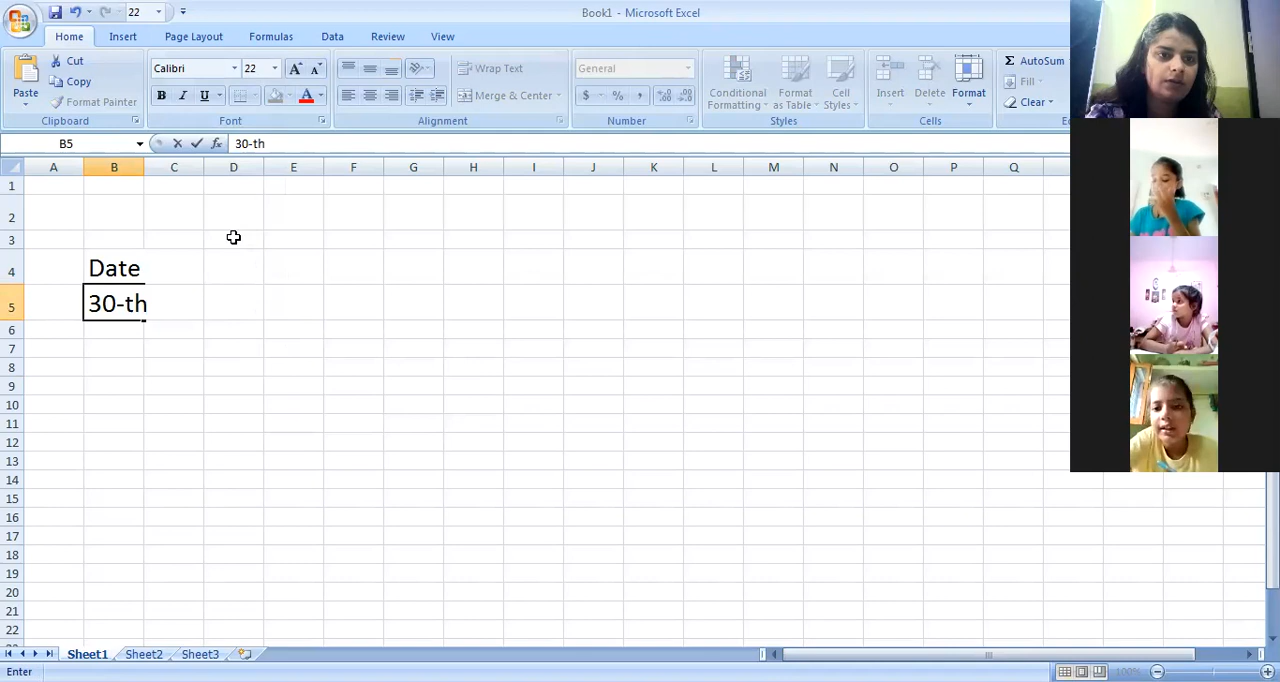 22
Book1 - Microsoft Excel
Home Insert Page Layout Formulas Data Review View
Paste
Cut
Copy
Format Painter
Clipboard
Calibri 22
A A
B I U A
Font
Wrap Text
Merge & Center
Alignment
General
$ % ,
Number
Conditional Formatting
Format as Table
Cell Styles
Styles
Insert Delete Format
Cells
Σ AutoSum
Fill
Clear
B5 fx 30-th
A B C D E F G H I J K L M N O P Q
1
2
3
4 Date
5 30-th
6
7
8
9
10
11
12
13
14
15
16
17
18
19
20
21
22
Sheet1 Sheet2 Sheet3
Enter 100%